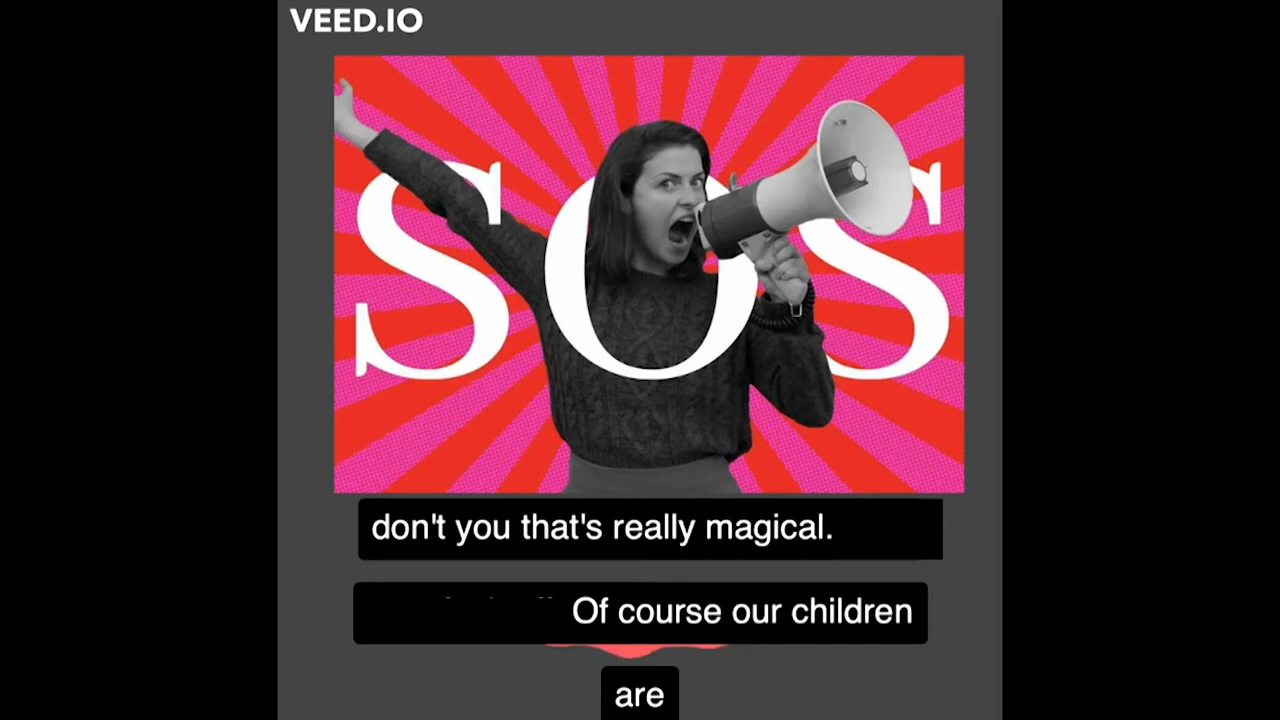 VEED.IO
SOS
don't you that's really magical.
Of course our children
are